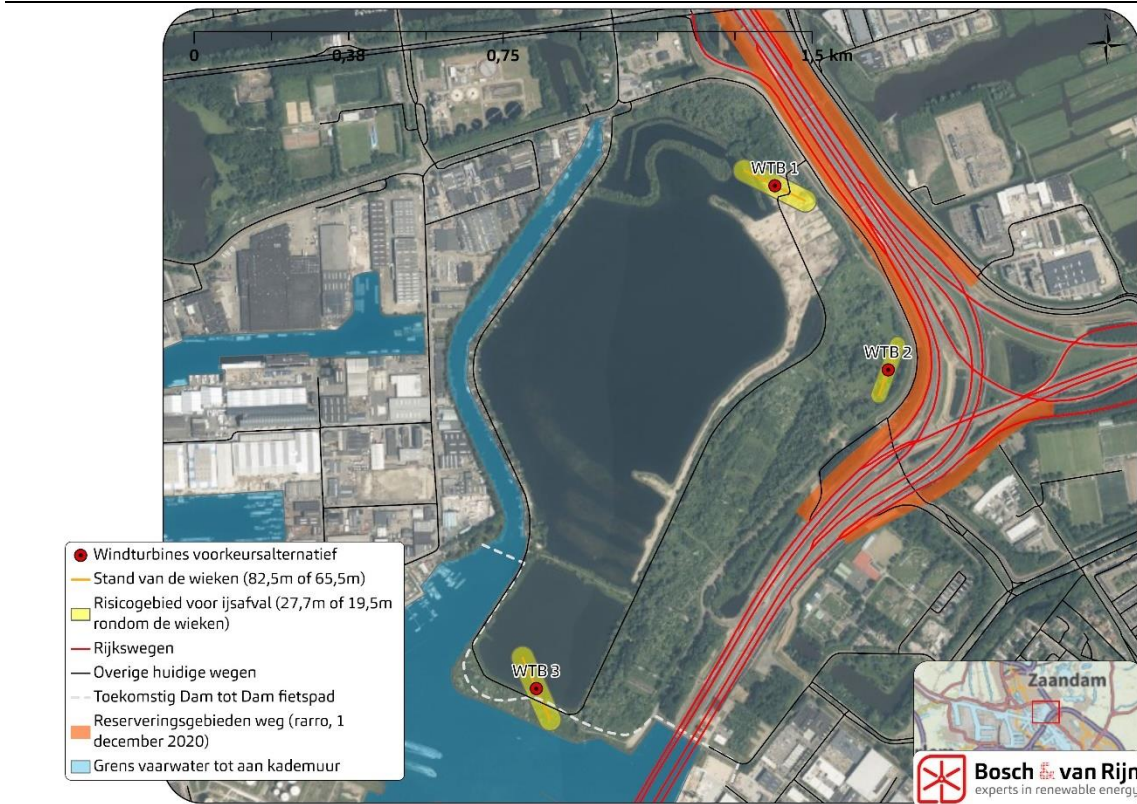 N
0
0,38
0,75
1,5 km
WTB 1
WTB 2
WTB 3
Windturbines voorkeursalternatief
Stand van de wieken (82,5m of 65,5m)
Risicogebied voor ijsafval (27,7m of 19,5m
rondom de wieken)
Rijkswegen
Overige huidige wegen
Toekomstig Dam tot Dam fietspad
Reserveringsgebieden weg (rarro, 1
december 2020)
Grens vaarwater tot aan kademuur
Zaandam
Bosch & van Rijn
experts in renewable energy